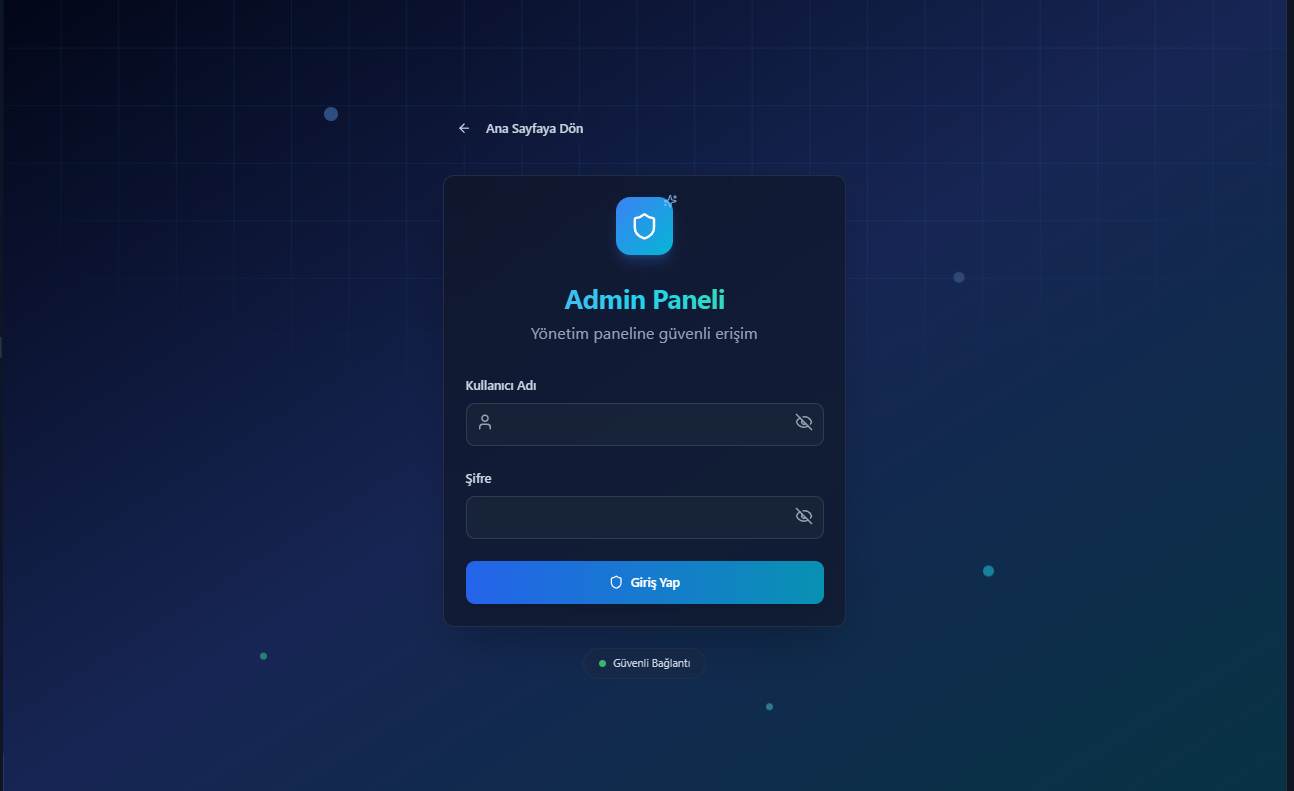 Ana Sayfaya Dön
Admin Paneli
Yönetim paneline güvenli erişim
Kullanıcı Adı
Şifre
Giriş Yap
Güvenli Bağlantı